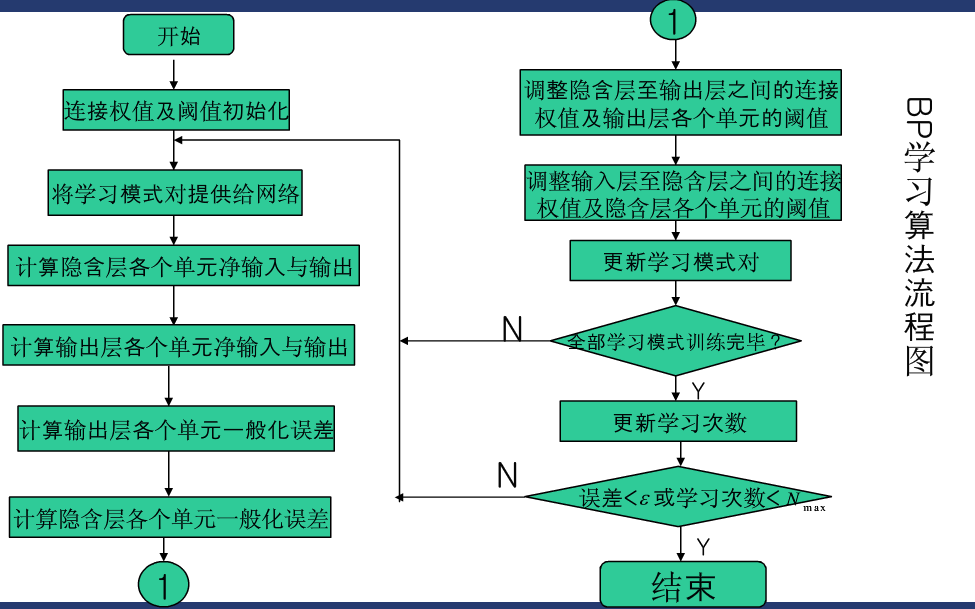 开始
连接权值及阈值初始化
将学习模式对提供给网络
计算隐含层各个单元净输入与输出
计算输出层各个单元净输入与输出
计算输出层各个单元一般化误差
计算隐含层各个单元一般化误差
1
1
调整隐含层至输出层之间的连接
权值及输出层各个单元的阈值
调整输入层至隐含层之间的连接
权值及隐含层各个单元的阈值
更新学习模式对
N
全部学习模式训练完毕？
Y
更新学习次数
N
误差<ε或学习次数<N max
Y
结束
BP学习算法流程图